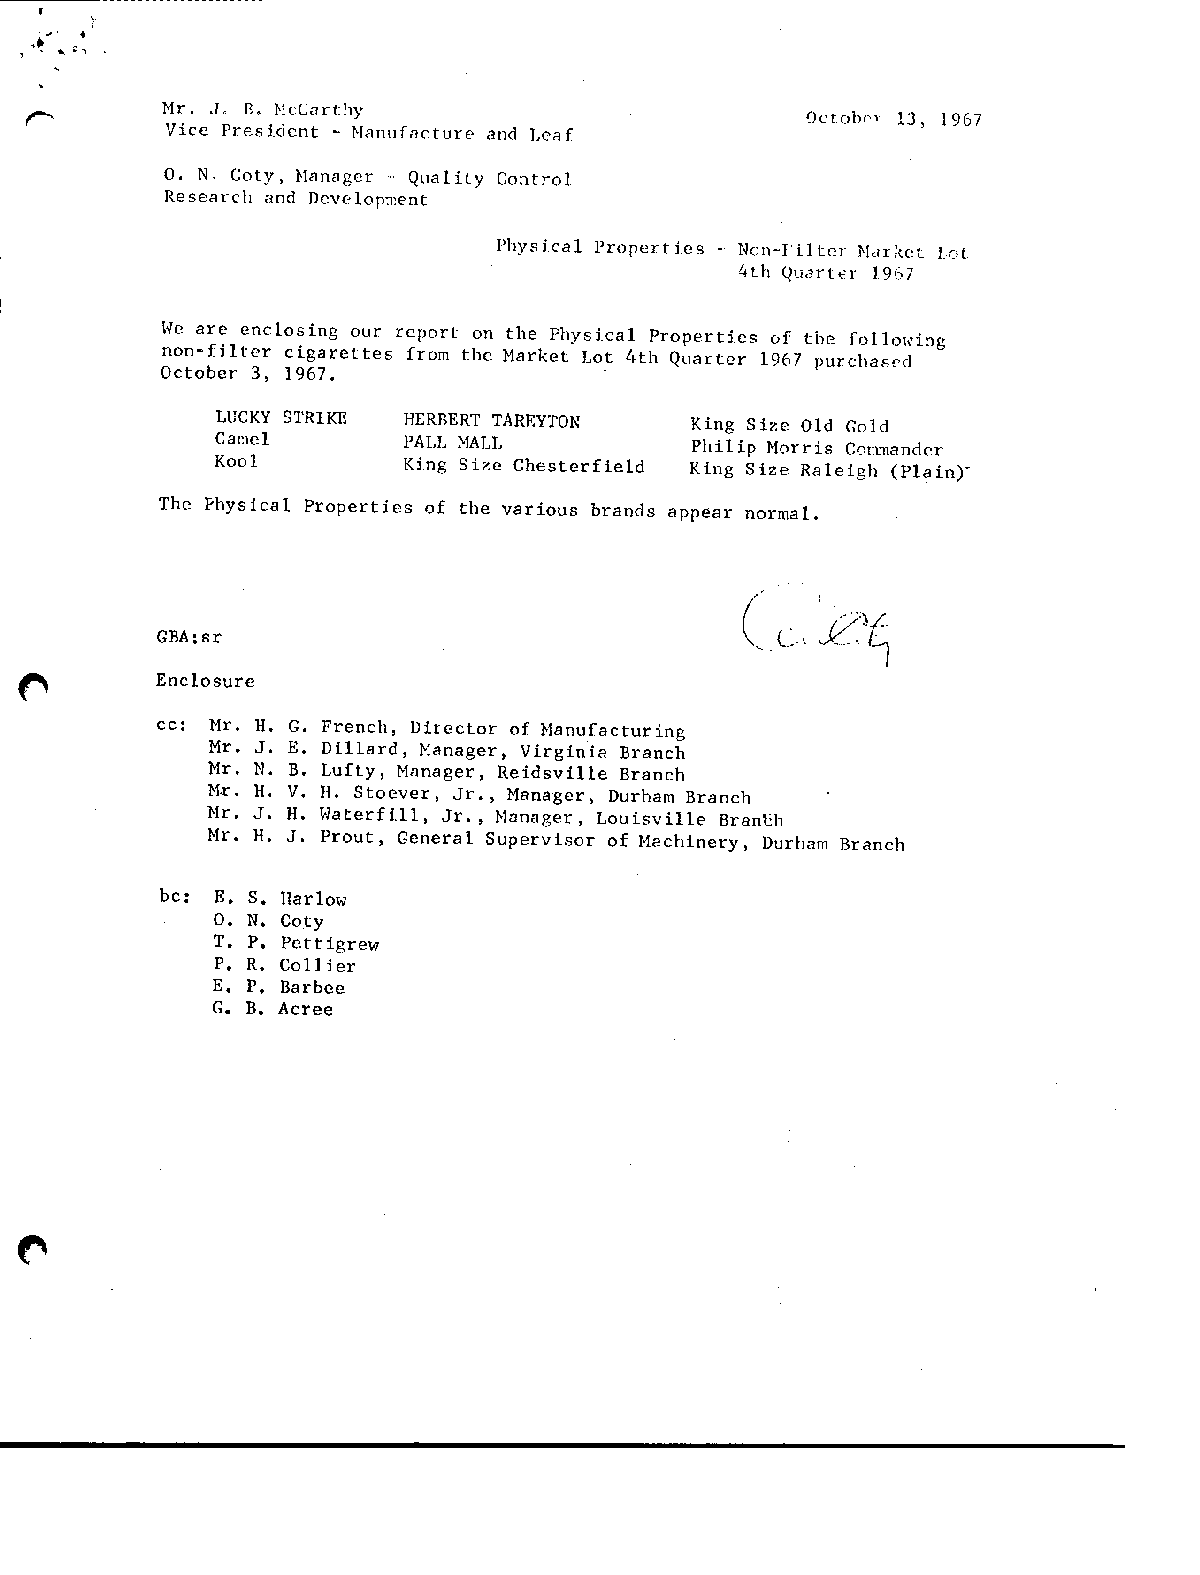 Mr. J. B. McCarthy
Vice President - Manufacture and Leaf
October 13, 1967
O. N. Coty, Manager - Quality Control
Research and Development
Physical Properties - Non-Filter Market Lot
4th Quarter 1967
We are enclosing our report on the Physical Properties of the following
non-filter cigarettes from the Market Lot 4th Quarter 1967 purchased
October 3, 1967.
LUCKY STRIKE HERBERT TAREYTON King Size Old Gold
Camel PALL MALL Philip Morris Commander
Kool King Size Chesterfield King Size Raleigh (Plain)
The Physical Properties of the various brands appear normal.
Coty
GBA:sr
Enclosure
cc: Mr. H. G. French, Director of Manufacturing
Mr. J. E. Dillard, Manager, Virginia Branch
Mr. N. B. Lufty, Manager, Reidsville Branch
Mr. H. V. H. Stoever, Jr., Manager, Durham Branch
Mr. J. H. Waterfill, Jr., Manager, Louisville Branth
Mr. H. J. Prout, General Supervisor of Machinery, Durham Branch
bc: E. S. Harlow
O. N. Coty
T. P. Pettigrew
P. R. Collier
E. P. Barbee
G. B. Acree